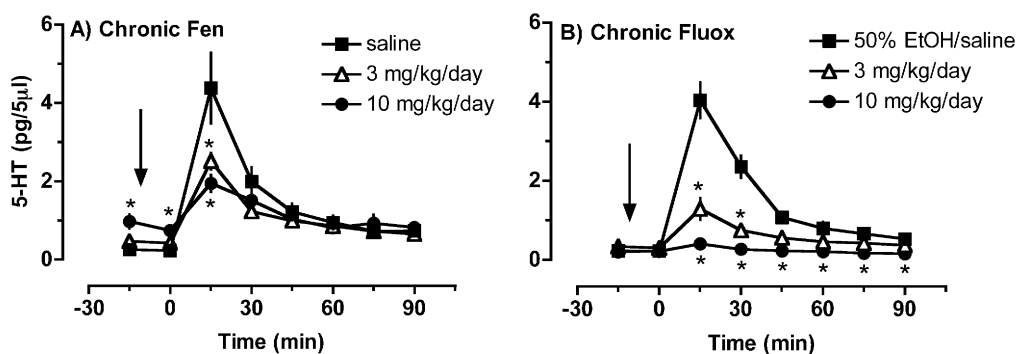 A) Chronic Fen
saline
3 mg/kg/day
10 mg/kg/day
5-HT (pg/5μl)
6
4
2
0
* * * *
-30 0 30 60 90
Time (min)
B) Chronic Fluox
50% EtOH/saline
3 mg/kg/day
10 mg/kg/day
6
4
2
0
* *
* * * * * *
-30 0 30 60 90
Time (min)